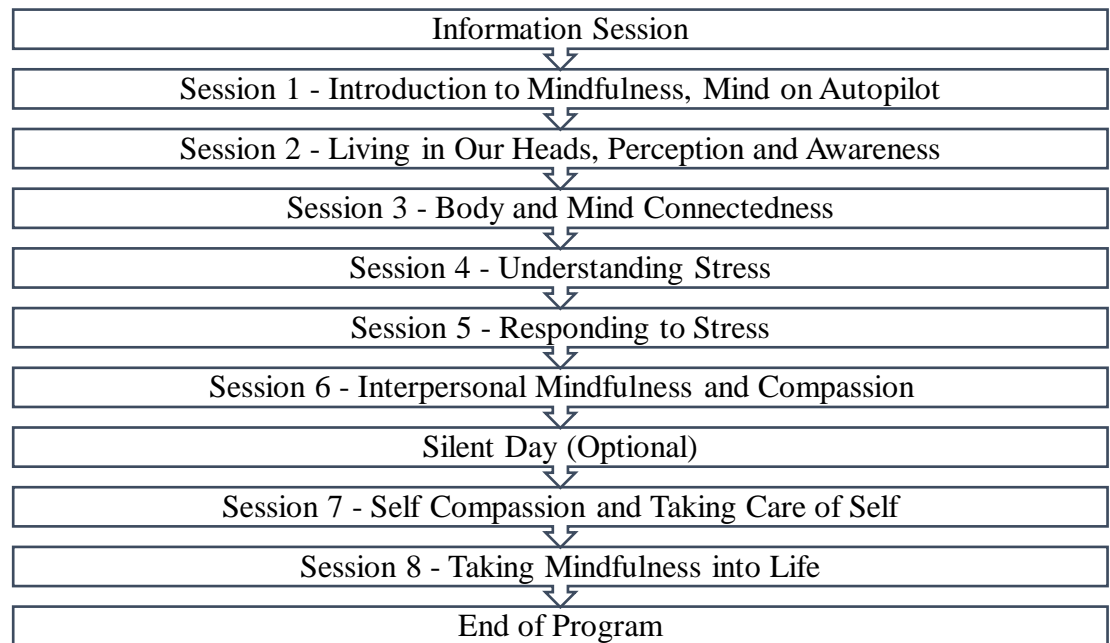 Information Session
Session 1 - Introduction to Mindfulness, Mind on Autopilot
Session 2 - Living in Our Heads, Perception and Awareness
Session 3 - Body and Mind Connectedness
Session 4 - Understanding Stress
Session 5 - Responding to Stress
Session 6 - Interpersonal Mindfulness and Compassion
Silent Day (Optional)
Session 7 - Self Compassion and Taking Care of Self
Session 8 - Taking Mindfulness into Life
End of Program